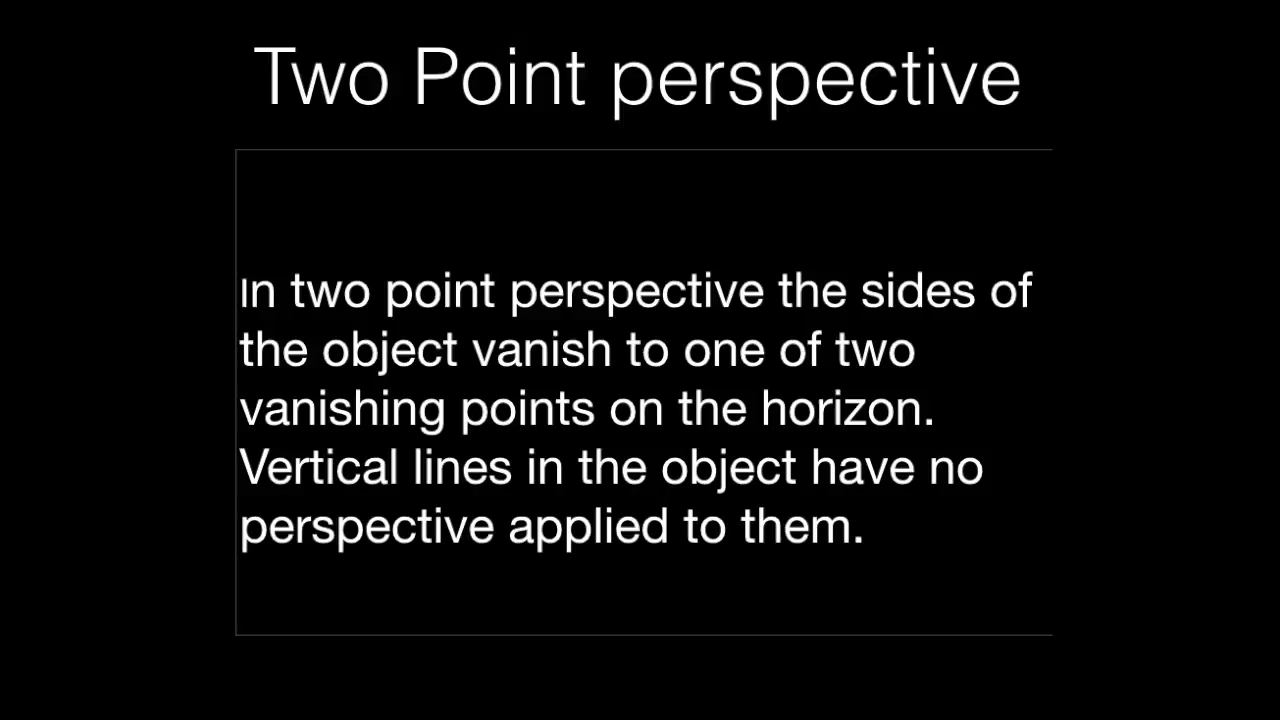 Two Point perspective
In two point perspective the sides of
the object vanish to one of two
vanishing points on the horizon.
Vertical lines in the object have no
perspective applied to them.